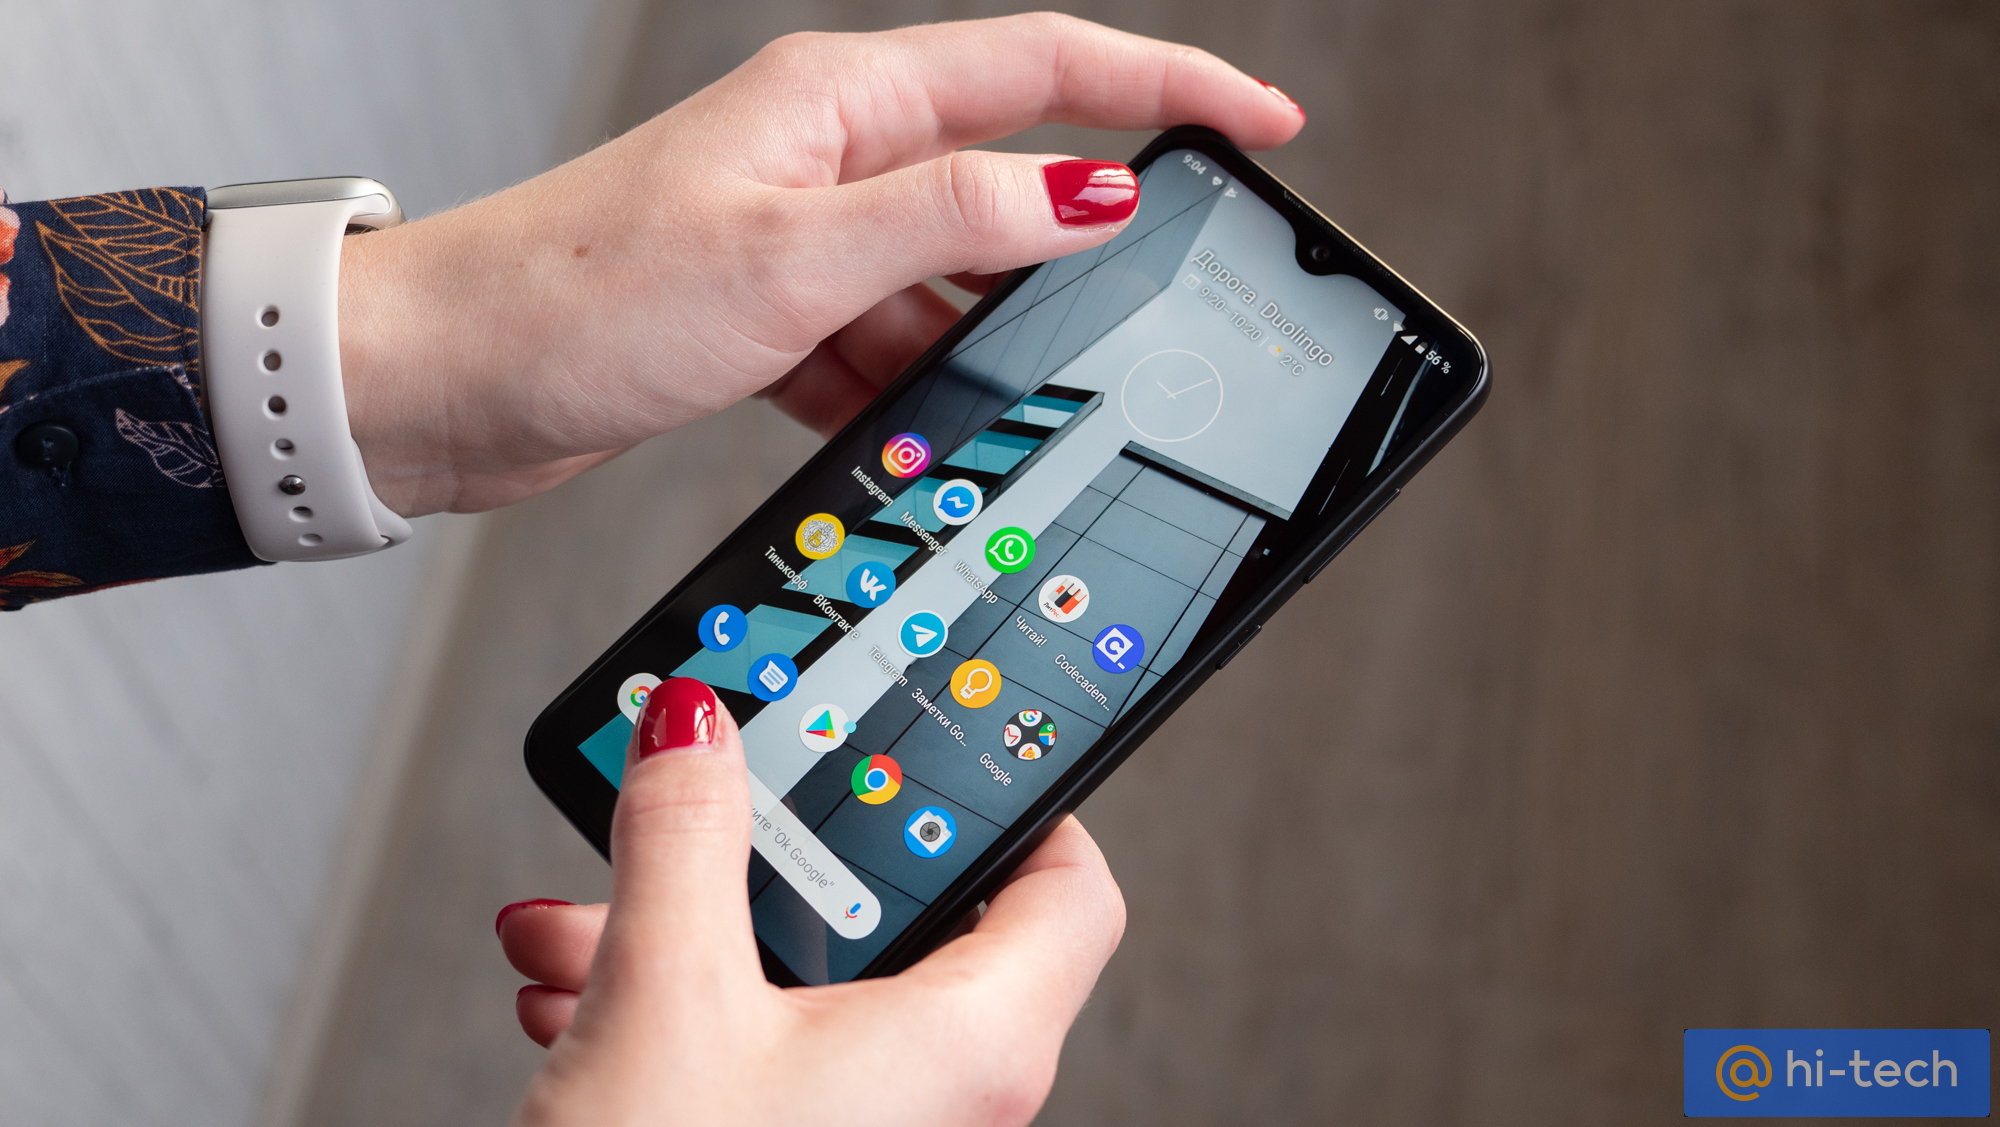 9:04
56 %
Дорога. Duolingo
9:20–10:20 | 2°C
Instagram
Messenger
WhatsApp
Читай!
Codecadem...
Тинькофф
ВКонтакте
Telegram
Заметки Go...
Google
"Ok Google"
@hi-tech